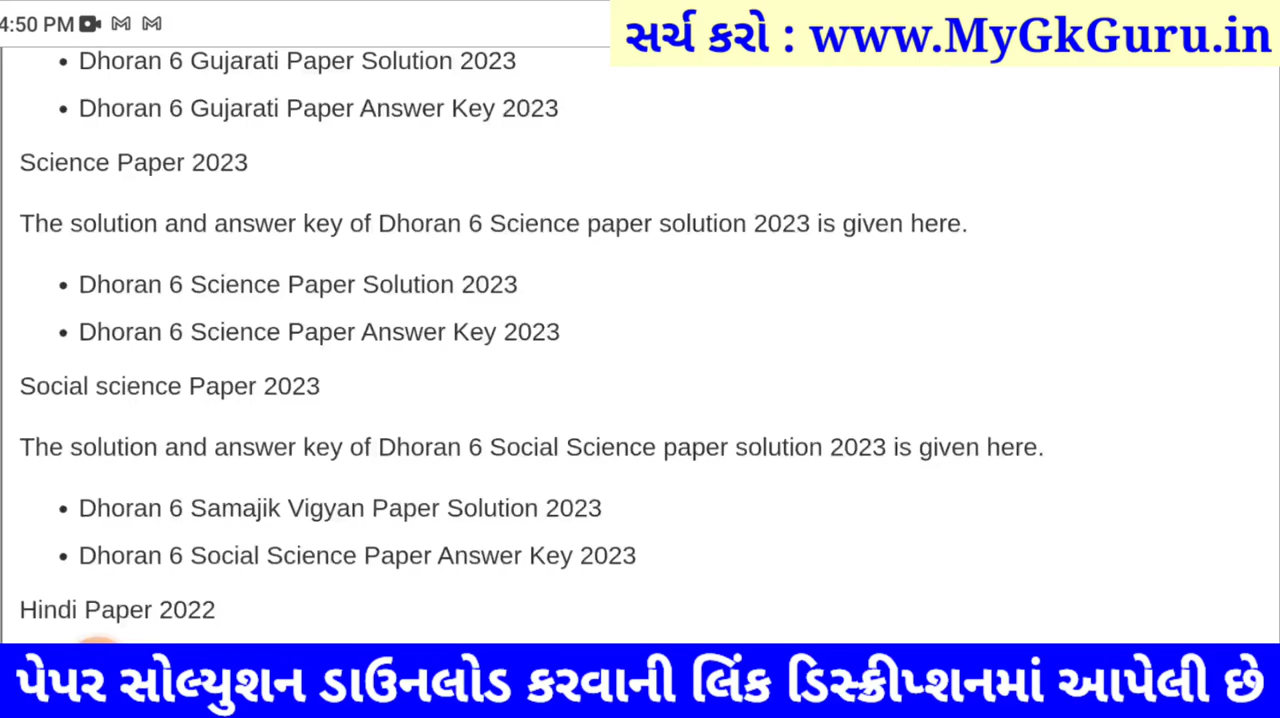 4:50 PM
સર્ચ કરો : www.MyGkGuru.in
• Dhoran 6 Gujarati Paper Solution 2023
• Dhoran 6 Gujarati Paper Answer Key 2023
Science Paper 2023
The solution and answer key of Dhoran 6 Science paper solution 2023 is given here.
• Dhoran 6 Science Paper Solution 2023
• Dhoran 6 Science Paper Answer Key 2023
Social science Paper 2023
The solution and answer key of Dhoran 6 Social Science paper solution 2023 is given here.
• Dhoran 6 Samajik Vigyan Paper Solution 2023
• Dhoran 6 Social Science Paper Answer Key 2023
Hindi Paper 2022
પેપર સોલ્યુશન ડાઉનલોડ કરવાની લિંક ડિસ્ક્રીપ્શનમાં આપેલી છે